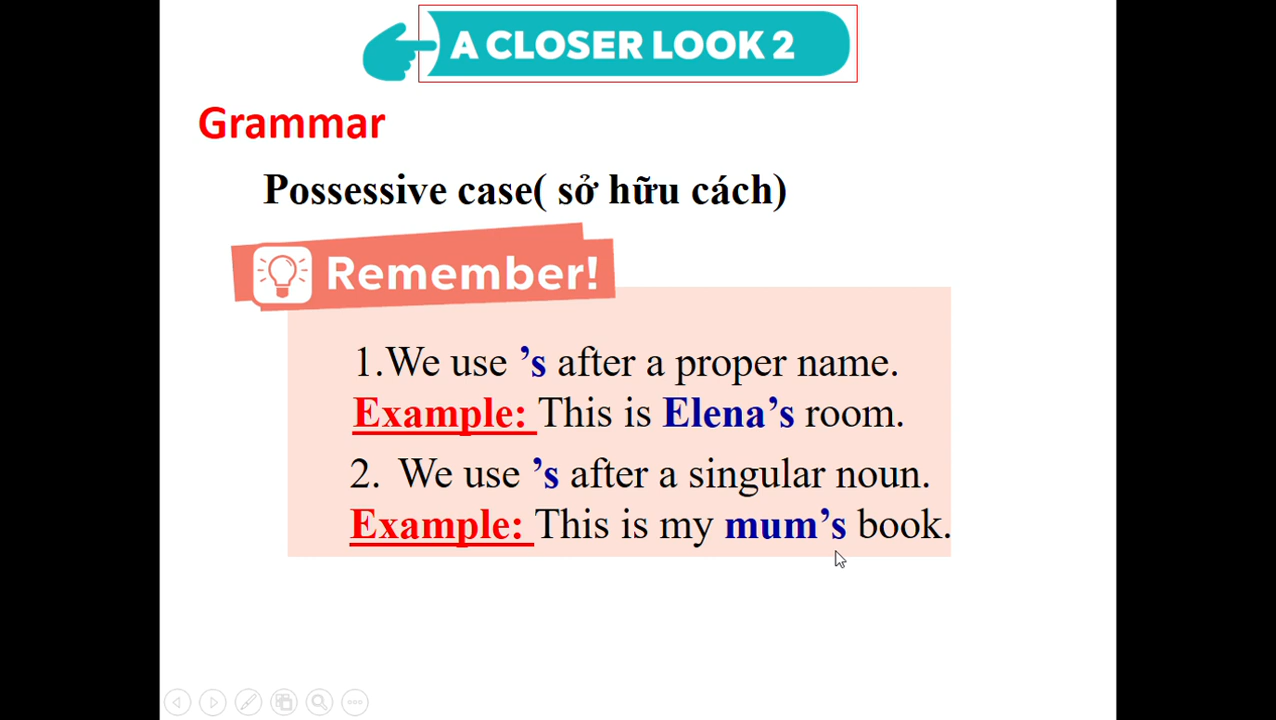 A CLOSER LOOK 2
Grammar
Possessive case( sở hữu cách)
Remember!
1.We use ’s after a proper name.
Example: This is Elena’s room.
2. We use ’s after a singular noun.
Example: This is my mum’s book.